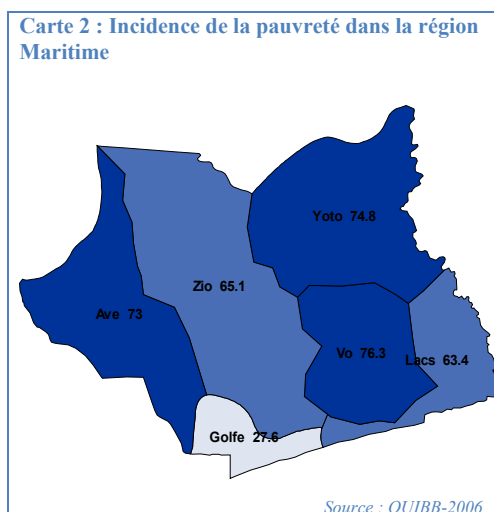 Carte 2 : Incidence de la pauvreté dans la région
Maritime
Yoto 74.8
Zio 65.1
Ave 73
Vo 76.3
Lacs 63.4
Golfe 27.6
Source : QUIBB-2006